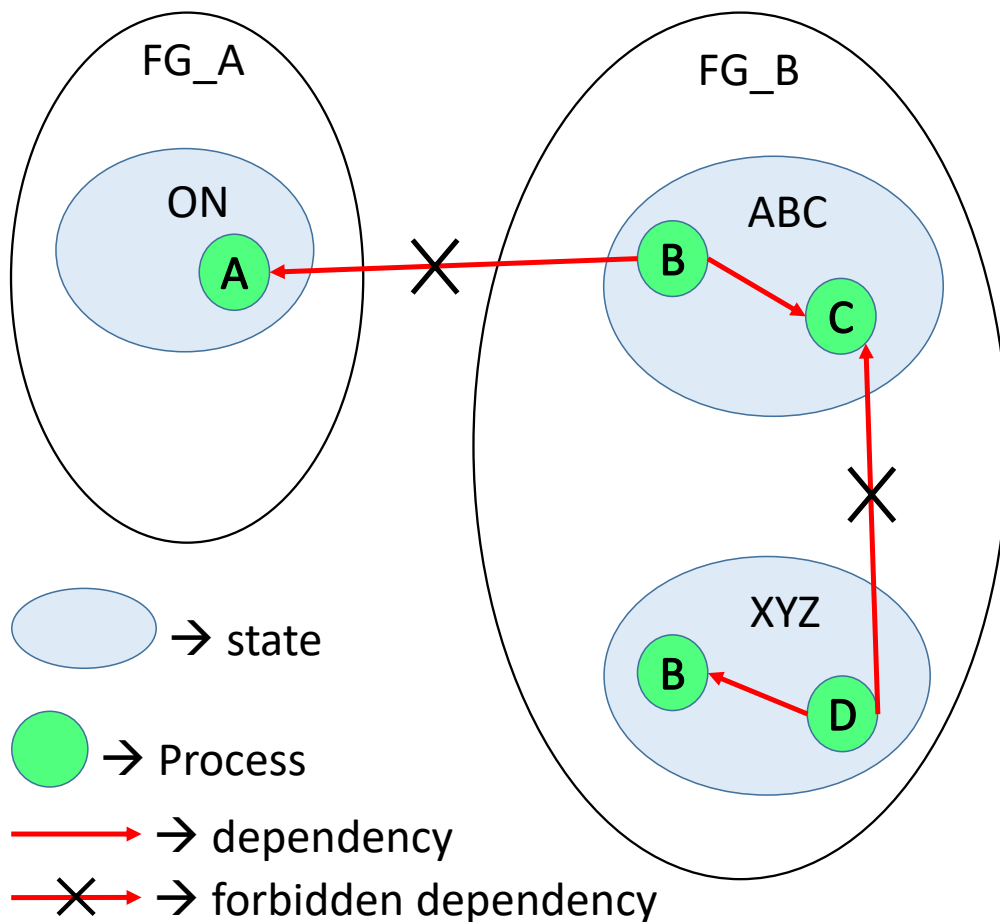 FG_A
ON
A
FG_B
ABC
B
C
XYZ
B
D
→ state
→ Process
→ dependency
→ forbidden dependency